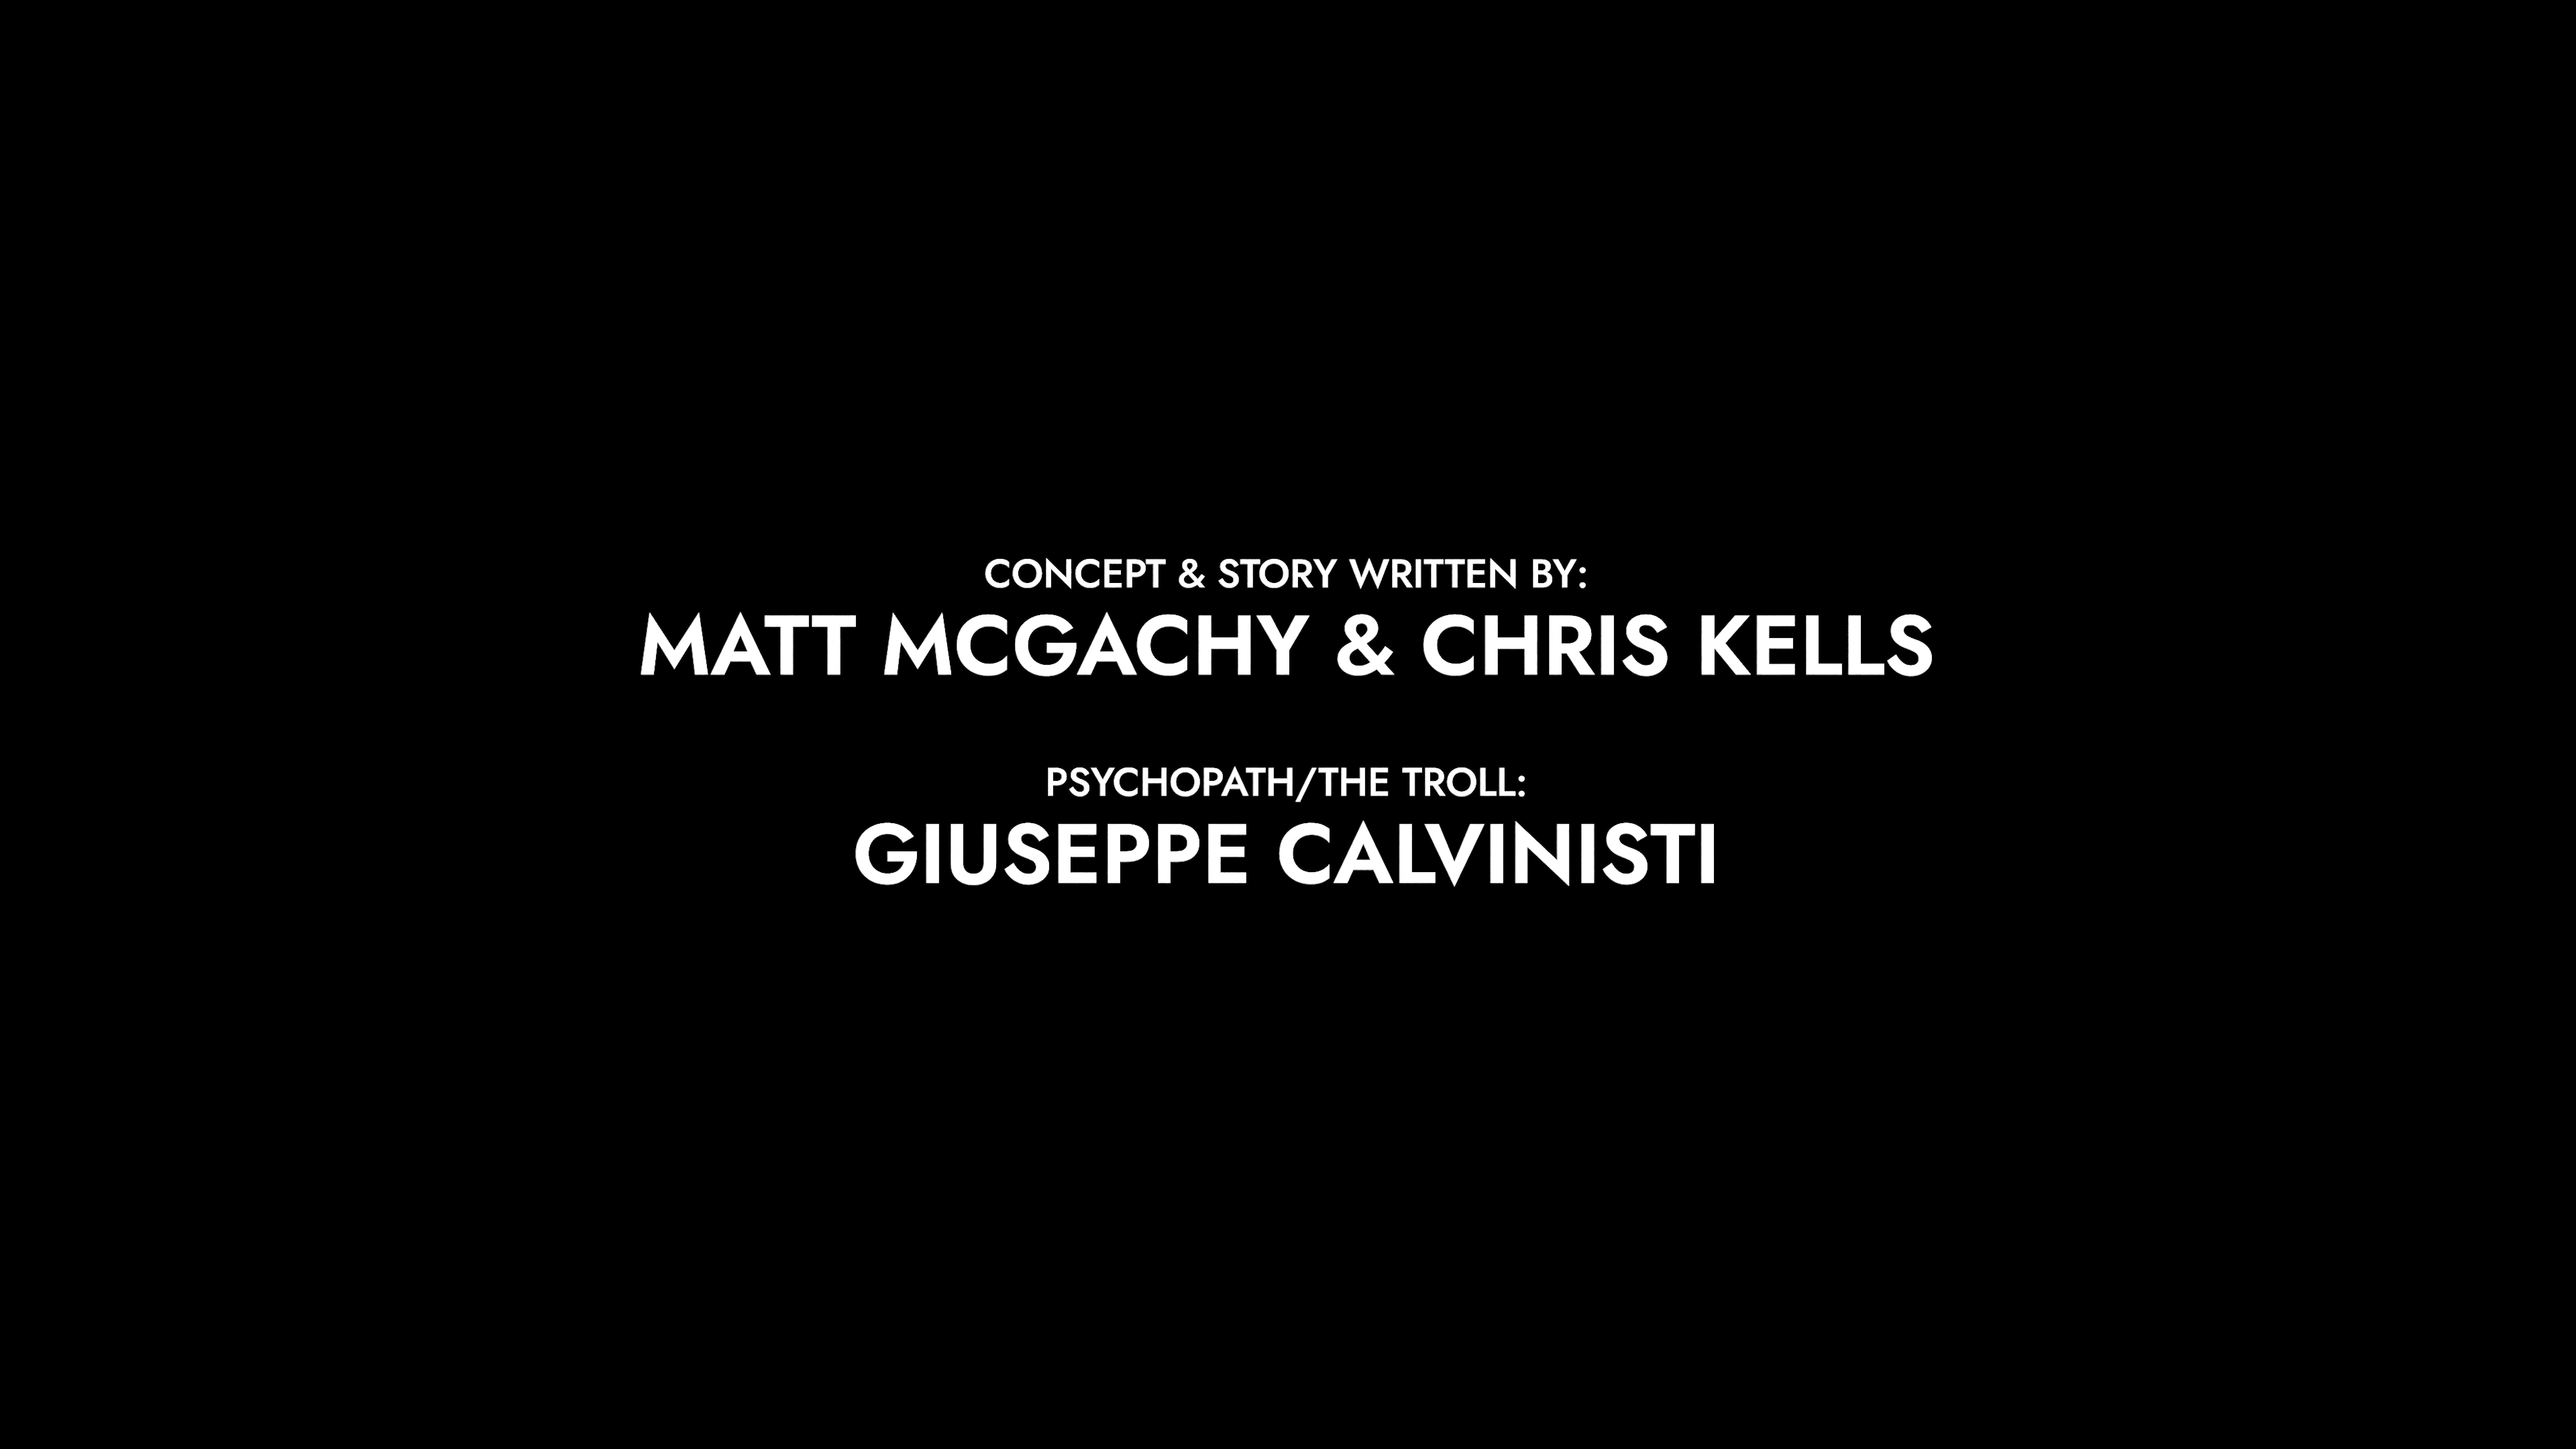 CONCEPT & STORY WRITTEN BY:
MATT MCGACHY & CHRIS KELLS
PSYCHOPATH/THE TROLL:
GIUSEPPE CALVINISTI